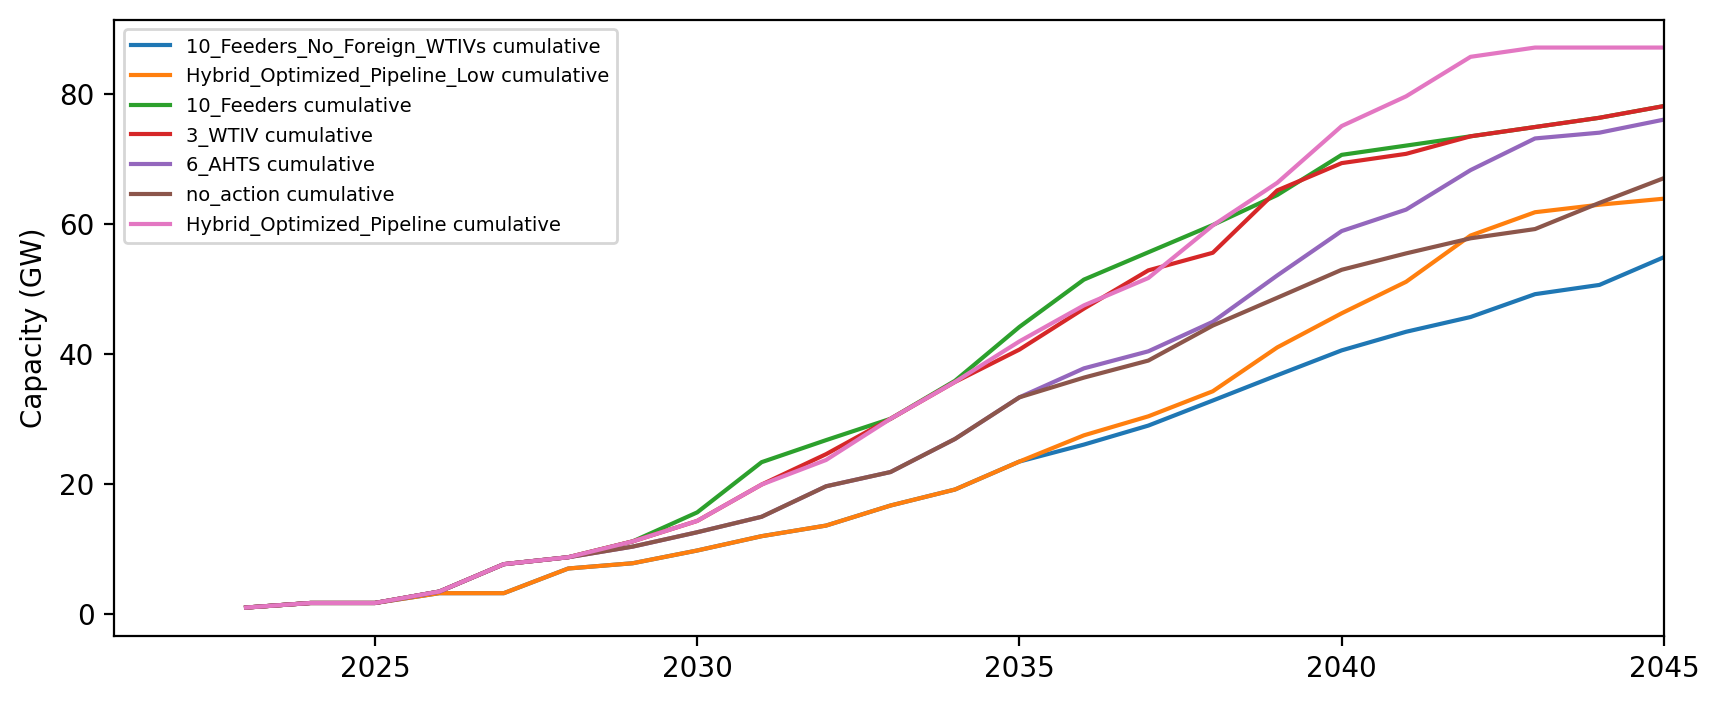 10_Feeders_No_Foreign_WTIVs cumulative
Hybrid_Optimized_Pipeline_Low cumulative
10_Feeders cumulative
3_WTIV cumulative
6_AHTS cumulative
no_action cumulative
Hybrid_Optimized_Pipeline cumulative
Capacity (GW)
80
60
40
20
0
2025 2030 2035 2040 2045